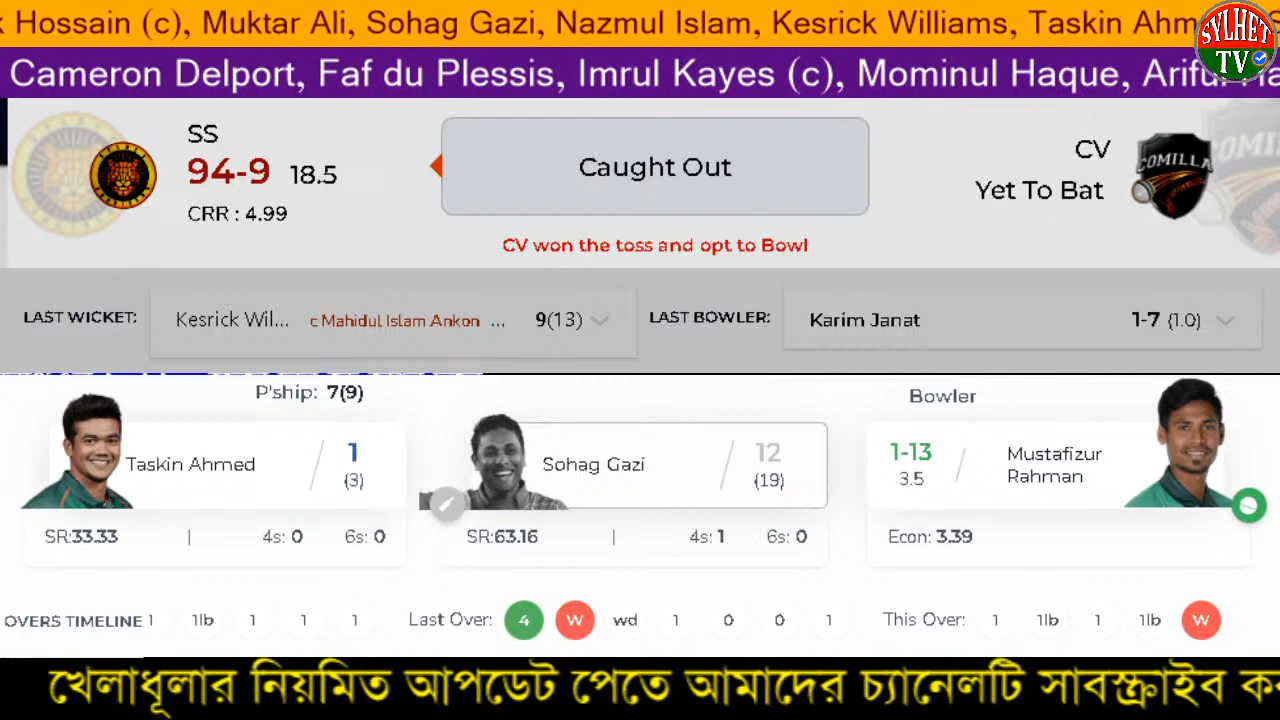 k Hossain (c), Muktar Ali, Sohag Gazi, Nazmul Islam, Kesrick Williams, Taskin Ahm
SYLHET
TV
Cameron Delport, Faf du Plessis, Imrul Kayes (c), Mominul Haque, Ariful Ha
SS
94-9 18.5
CRR : 4.99
Caught Out
CV
Yet To Bat
COMILLA
CV won the toss and opt to Bowl
LAST WICKET: Kesrick Wil... c Mahidul Islam Ankon ... 9(13)
LAST BOWLER: Karim Janat 1-7 (1.0)
P'ship: 7(9)
Bowler
Taskin Ahmed 1 (3)
Sohag Gazi 12 (19)
1-13 3.5 Mustafizur Rahman
SR:33.33 | 4s: 0 6s: 0
SR:63.16 | 4s: 1 6s: 0
Econ: 3.39
OVERS TIMELINE 1 1lb 1 1 1 Last Over: 4 W wd 1 0 0 1 This Over: 1 1lb 1 1lb W
খেলাধূলার নিয়মিত আপডেট পেতে আমাদের চ্যানেলটি সাবস্ক্রাইব কর